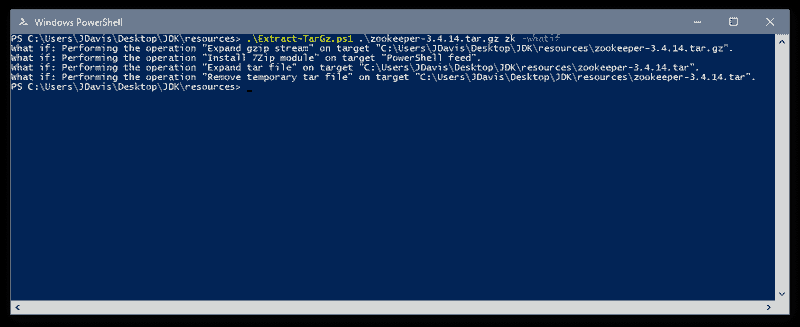 Windows PowerShell
PS C:\Users\JDavis\Desktop\JDK\resources> .\Extract-TarGz.ps1 .\zookeeper-3.4.14.tar.gz zk -whatif
What if: Performing the operation "Expand gzip stream" on target "C:\Users\JDavis\Desktop\JDK\resources\zookeeper-3.4.14.tar.gz".
What if: Performing the operation "Install 7Zip module" on target "PowerShell feed".
What if: Performing the operation "Expand tar file" on target "C:\Users\JDavis\Desktop\JDK\resources\zookeeper-3.4.14.tar".
What if: Performing the operation "Remove temporary tar file" on target "C:\Users\JDavis\Desktop\JDK\resources\zookeeper-3.4.14.tar".
PS C:\Users\JDavis\Desktop\JDK\resources>